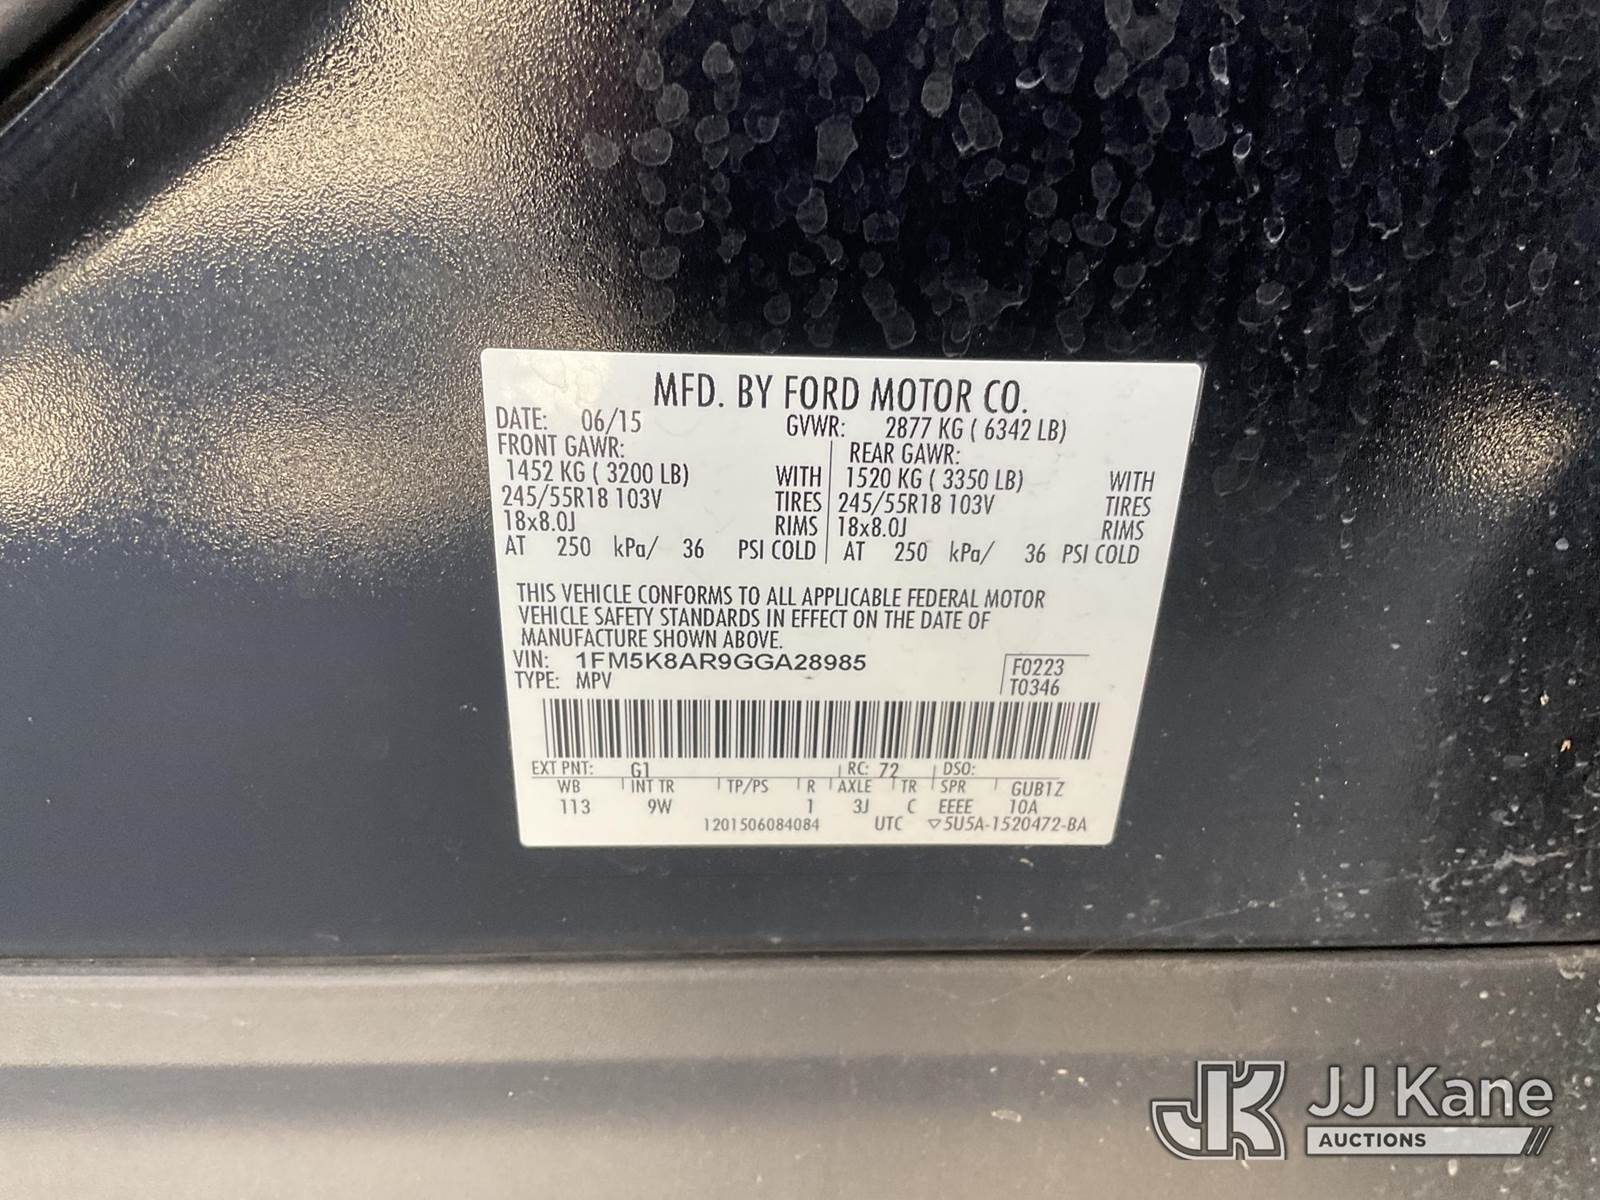 MFD. BY FORD MOTOR CO.
DATE: 06/15 GVWR: 2877 KG ( 6342 LB)
FRONT GAWR: REAR GAWR:
1452 KG ( 3200 LB) WITH 1520 KG ( 3350 LB) WITH
245/55R18 103V TIRES 245/55R18 103V TIRES
18x8.0J RIMS 18x8.0J RIMS
AT 250 kPa/ 36 PSI COLD AT 250 kPa/ 36 PSI COLD
THIS VEHICLE CONFORMS TO ALL APPLICABLE FEDERAL MOTOR
VEHICLE SAFETY STANDARDS IN EFFECT ON THE DATE OF
MANUFACTURE SHOWN ABOVE.
VIN: 1FM5K8AR9GGA28985 F0223
TYPE: MPV T0346
EXT PNT: G1 RC: 72 DSO:
WB INT TR TP/PS R AXLE TR SPR GUB1Z
113 9W 1 3J C EEEE 10A
1201506084084 UTC ▽5U5A-1520472-BA
JK JJ Kane
AUCTIONS